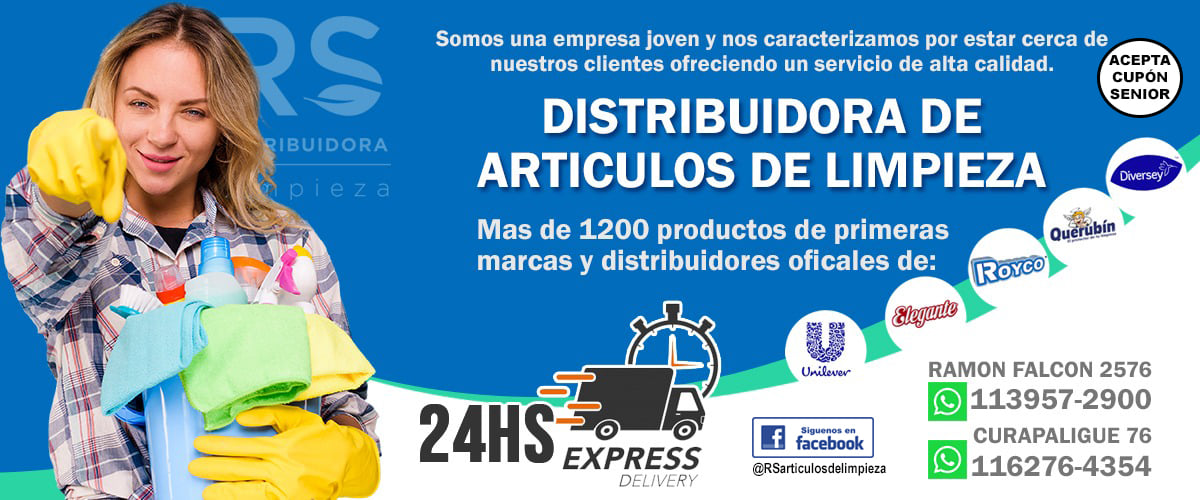 RS
RIBUIDORA
mpieza
Somos una empresa joven y nos caracterizamos por estar cerca de
nuestros clientes ofreciendo un servicio de alta calidad.
ACEPTA
CUPÓN
SENIOR
DISTRIBUIDORA DE
ARTICULOS DE LIMPIEZA
Mas de 1200 productos de primeras
marcas y distribuidores oficales de:
Diversey
Querubín
Royco
Elegante
Unilever
24HS
EXPRESS
DELIVERY
Siguenos en
facebook
@RSarticulosdelimpieza
RAMON FALCON 2576
113957-2900
CURAPALIGUE 76
116276-4354